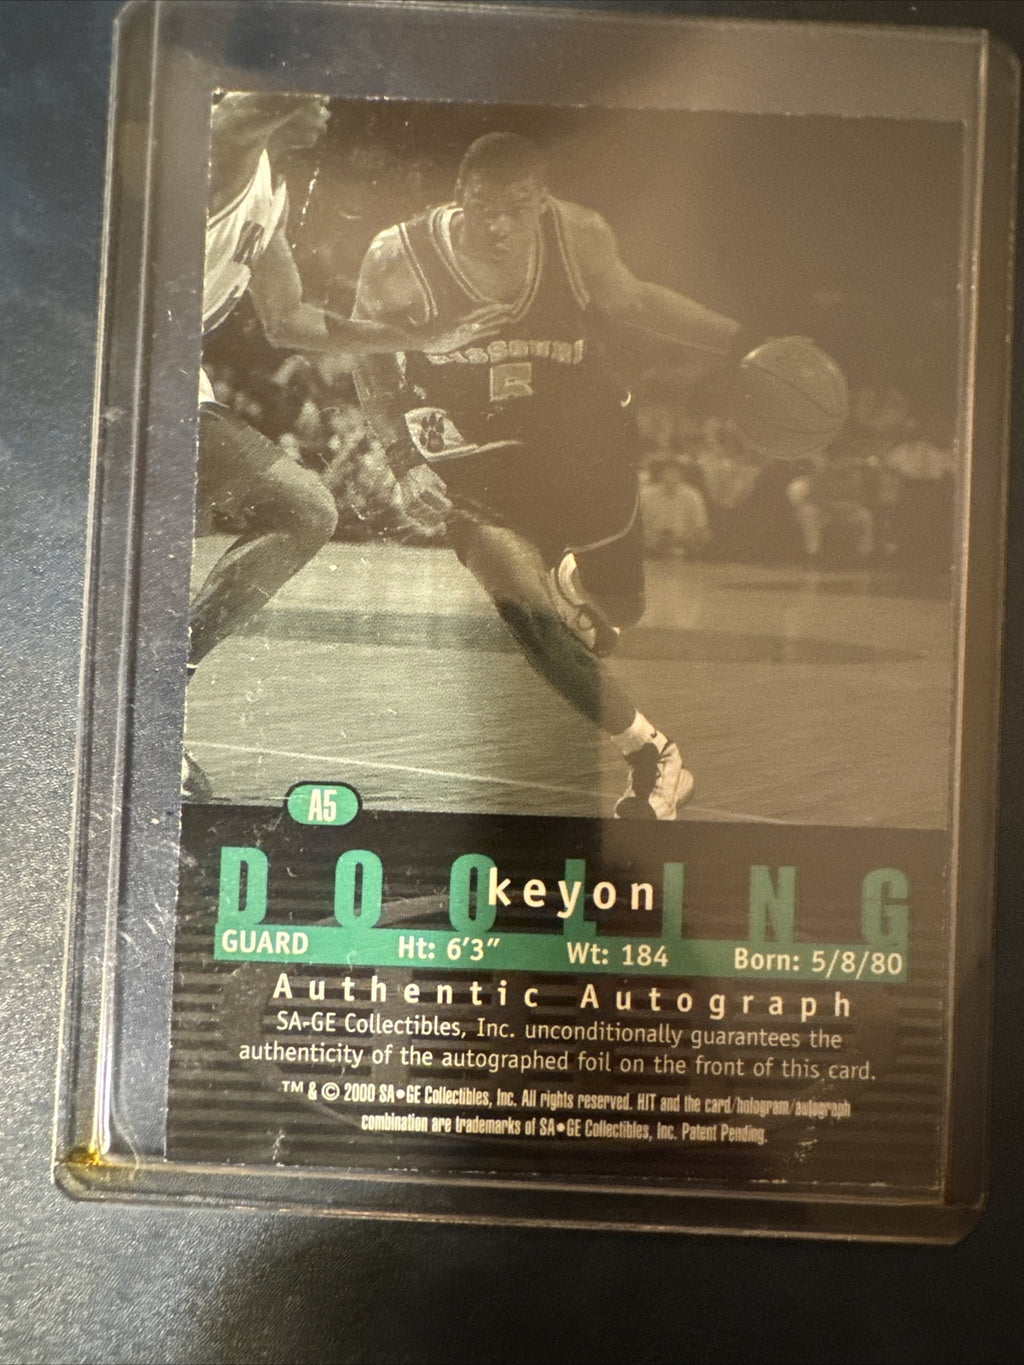 MISSOURI
5
A5
DOOLING
keyon
GUARD Ht: 6'3" Wt: 184 Born: 5/8/80
Authentic Autograph
SA-GE Collectibles, Inc. unconditionally guarantees the
authenticity of the autographed foil on the front of this card.
™ & © 2000 SA•GE Collectibles, Inc. All rights reserved. HIT and the card/hologram/autograph
combination are trademarks of SA•GE Collectibles, Inc. Patent Pending.